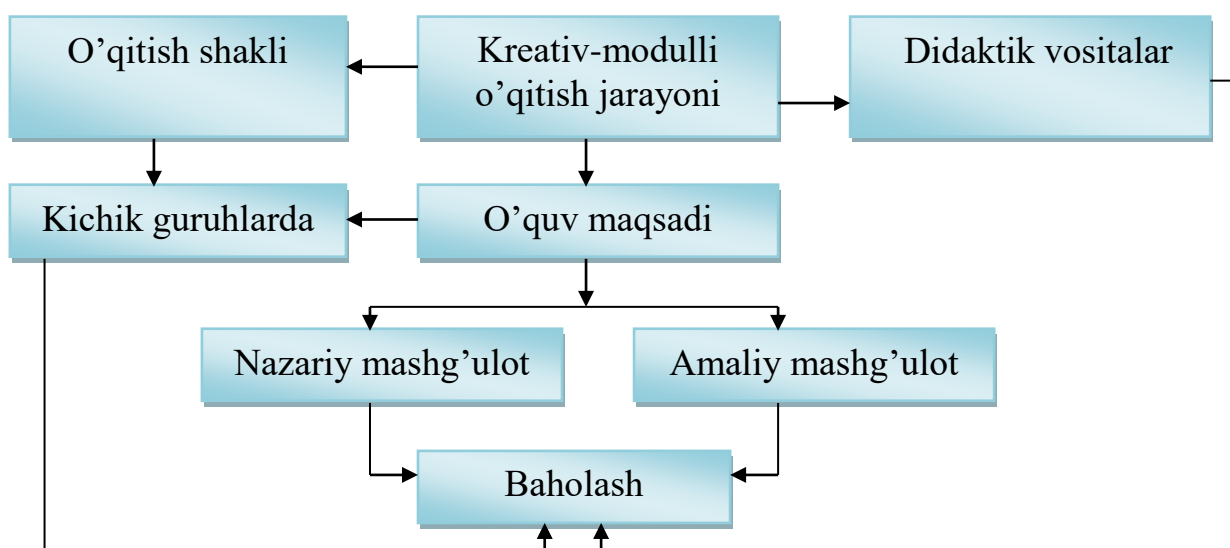 O’qitish shakli
Kreativ-modulli
o’qitish jarayoni
Didaktik vositalar
Kichik guruhlarda
O’quv maqsadi
Nazariy mashg’ulot
Amaliy mashg’ulot
Baholash